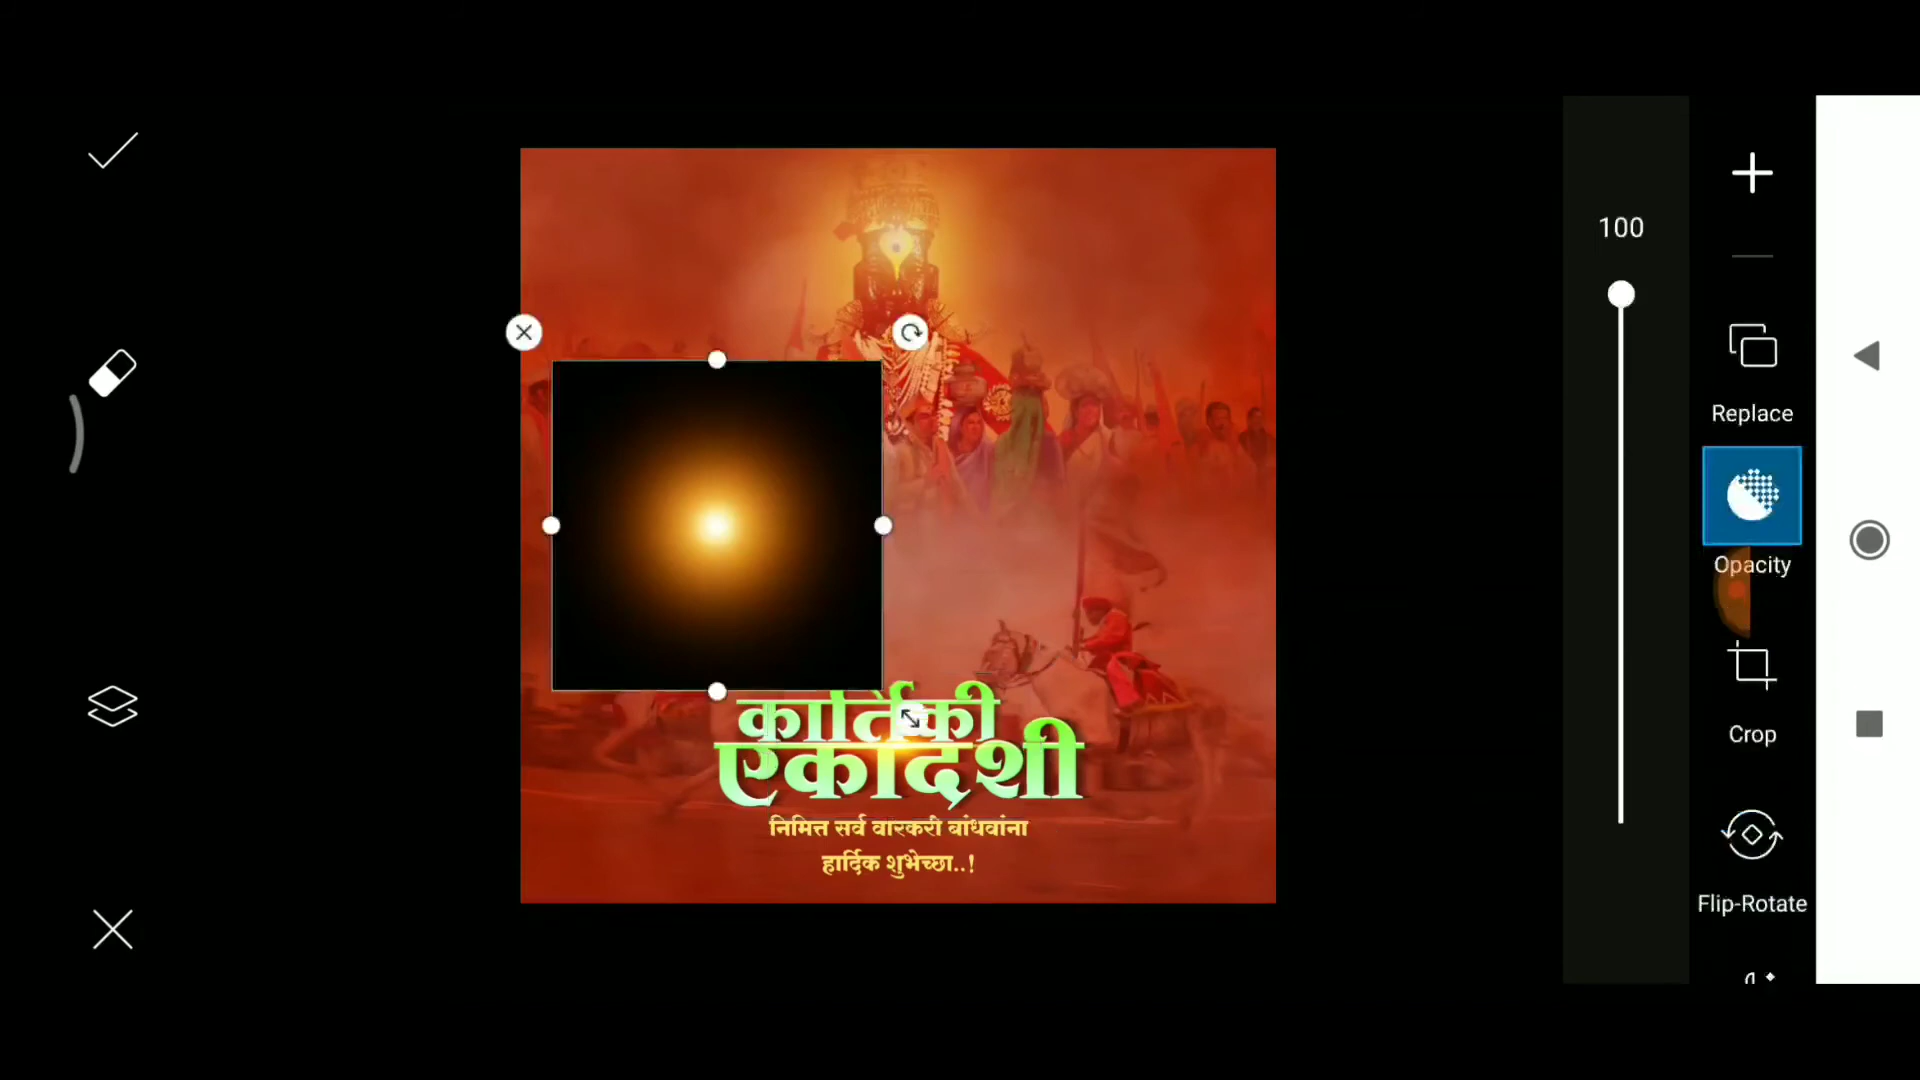 100
Replace
Opacity
Crop
Flip-Rotate
कार्तिकी
एकादशी
निमित्त सर्व वारकरी बांधवांना
हार्दिक शुभेच्छा..!